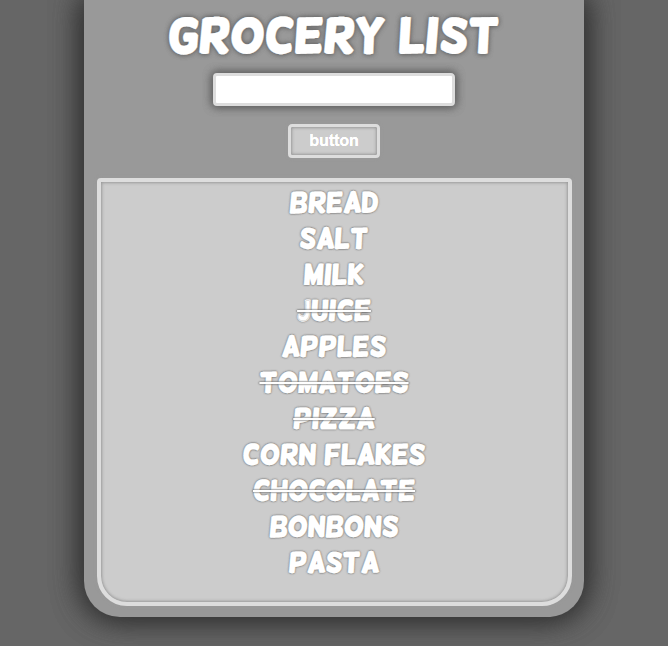 GROCERY LIST
button
BREAD
SALT
MILK
JUICE
APPLES
TOMATOES
PIZZA
CORN FLAKES
CHOCOLATE
BONBONS
PASTA